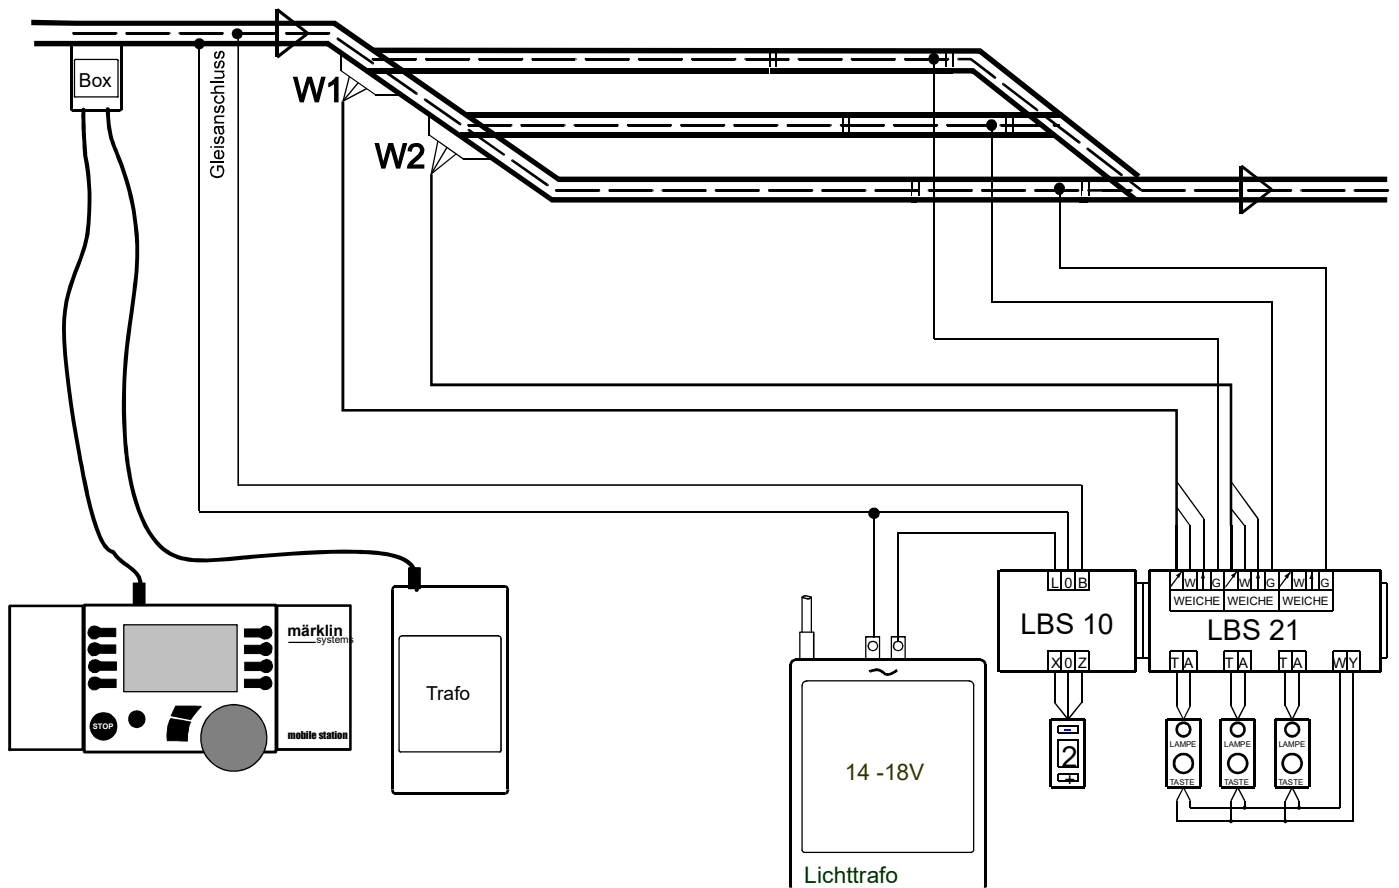 Box
Gleisanschluss
W1
W2
L 0 B
W G W G W G
WEICHE WEICHE WEICHE
LBS 10
LBS 21
X 0 Z
T A T A T A W Y
märklin
systems
STOP
mobile station
Trafo
14 -18V
Lichttrafo
2
LAMPE LAMPE LAMPE
TASTE TASTE TASTE